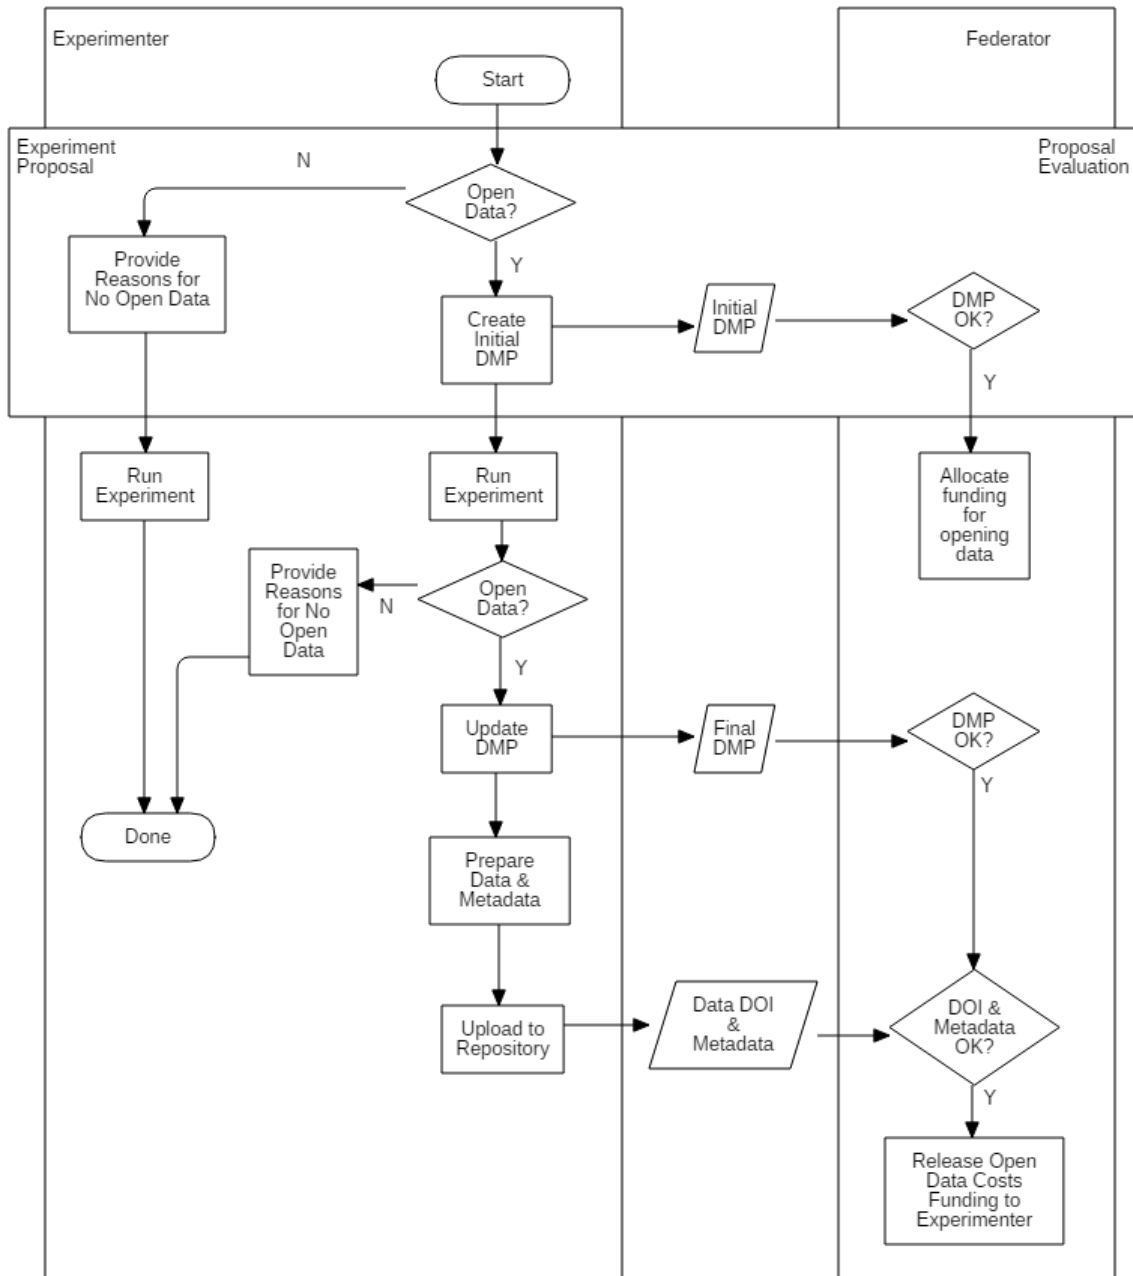 Experimenter
Federator
Start
Experiment
Proposal
N
Proposal
Evaluation
Open
Data?
Provide
Reasons for
No Open Data
Y
Create
Initial
DMP
Initial
DMP
DMP
OK?
Y
Run
Experiment
Run
Experiment
Allocate
funding
for
opening
data
Provide
Reasons
for No
Open
Data
N
Open
Data?
Y
Update
DMP
Final
DMP
DMP
OK?
Y
Done
Prepare
Data &
Metadata
Upload to
Repository
Data DOI
&
Metadata
DOI &
Metadata
OK?
Y
Release Open
Data Costs
Funding to
Experimenter